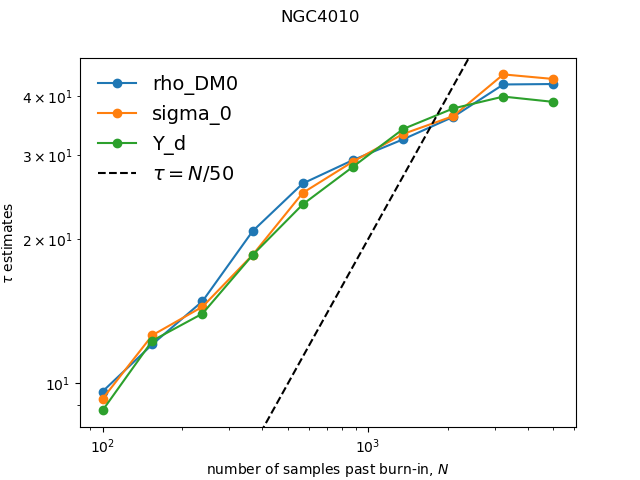 NGC4010
rho_DM0
sigma_0
Y_d
τ = N/50
4 × 10¹
3 × 10¹
2 × 10¹
10¹
τ estimates
10² 10³
number of samples past burn-in, N